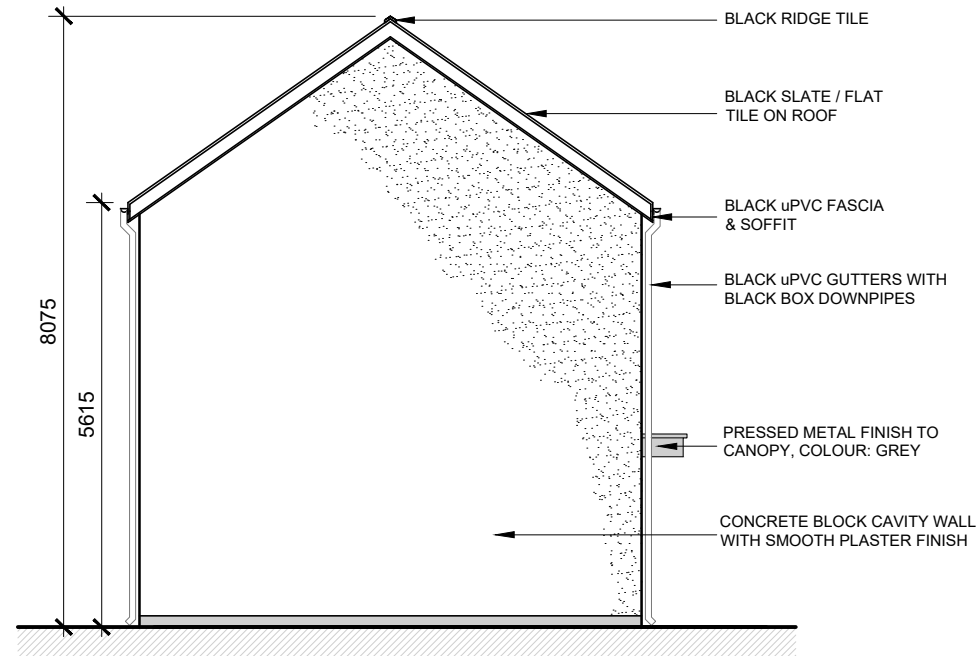 BLACK RIDGE TILE
BLACK SLATE / FLAT
TILE ON ROOF
BLACK uPVC FASCIA
& SOFFIT
BLACK uPVC GUTTERS WITH
BLACK BOX DOWNPIPES
8075
5615
PRESSED METAL FINISH TO
CANOPY, COLOUR: GREY
CONCRETE BLOCK CAVITY WALL
WITH SMOOTH PLASTER FINISH